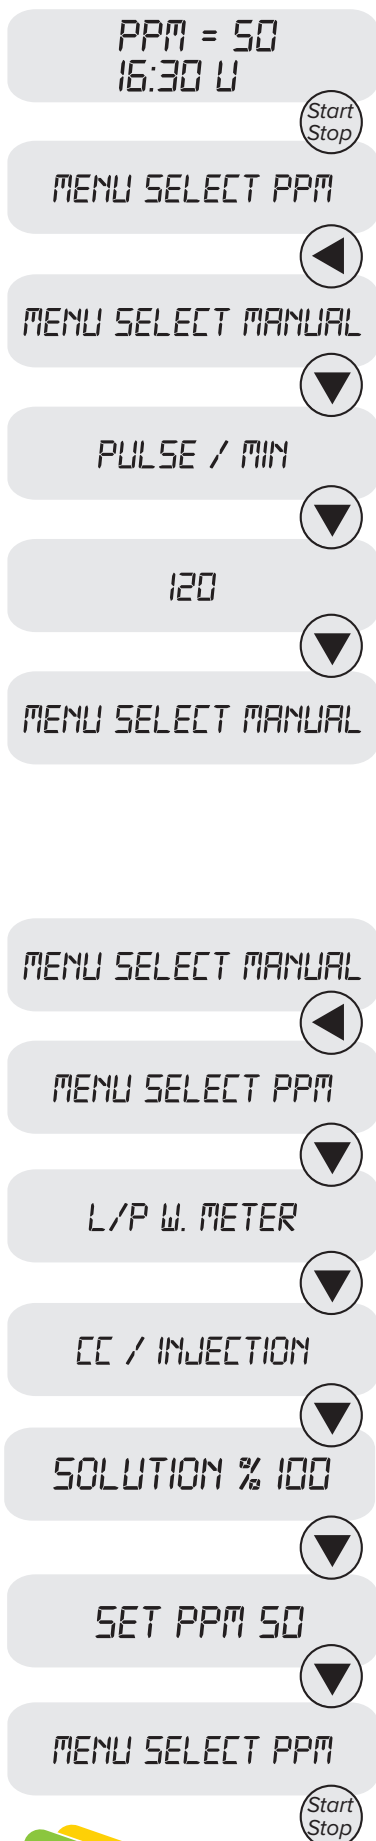 PPM = 50
16:30 U
Start
Stop
MENU SELECT PPM
MENU SELECT MANUAL
PULSE / MIN
120
MENU SELECT MANUAL
MENU SELECT MANUAL
MENU SELECT PPM
L/P W. METER
CC / INJECTION
SOLUTION % 100
SET PPM 50
MENU SELECT PPM
Start
Stop